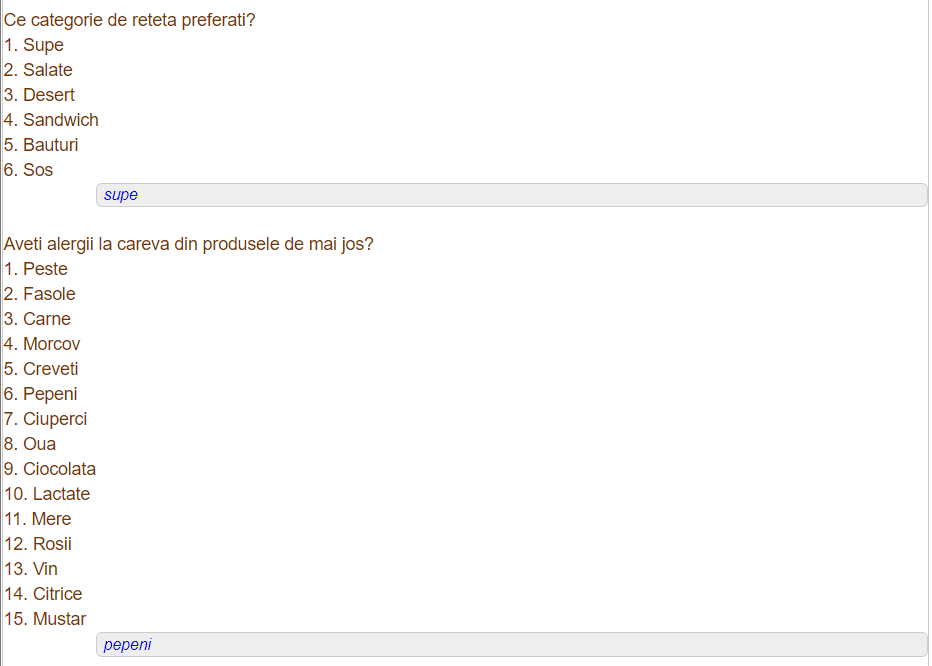 Ce categorie de reteta preferati?
1. Supe
2. Salate
3. Desert
4. Sandwich
5. Bauturi
6. Sos
supe
Aveti alergii la careva din produsele de mai jos?
1. Peste
2. Fasole
3. Carne
4. Morcov
5. Creveti
6. Pepeni
7. Ciuperci
8. Oua
9. Ciocolata
10. Lactate
11. Mere
12. Rosii
13. Vin
14. Citrice
15. Mustar
pepeni